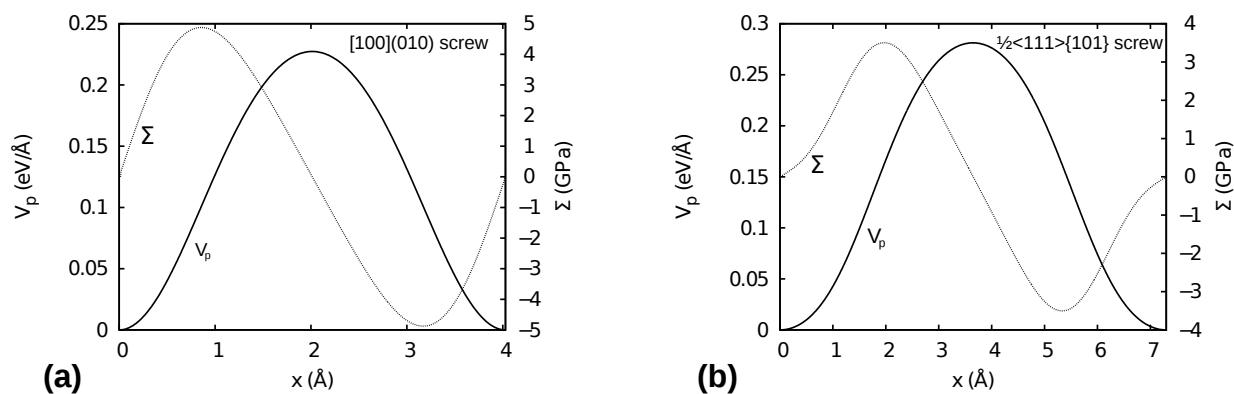 [100](010) screw
V_p (eV/Å)
0.25
0.2
0.15
0.1
0.05
0
Σ
V_p
5
4
3
2
1
0
−1
−2
−3
−4
−5
Σ (GPa)
0 1 2 3 4
x (Å)
(a)
½<111>{101} screw
V_p (eV/Å)
0.3
0.25
0.2
0.15
0.1
0.05
0
Σ
V_p
4
3
2
1
0
−1
−2
−3
−4
Σ (GPa)
0 1 2 3 4 5 6 7
x (Å)
(b)